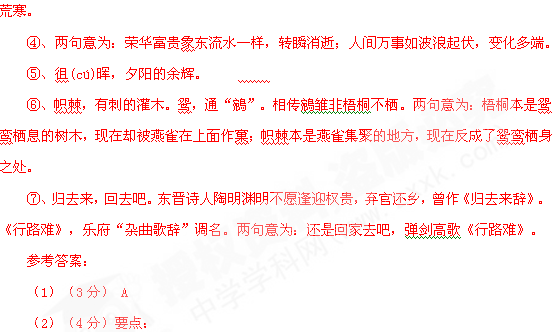 荒寒。
④、两句意为：荣华富贵象东流水一样，转瞬消逝；人间万事如波浪起伏，变化多端。
⑤、徂(cú)晖，夕阳的余辉。
⑥、枳棘，有刺的灌木。鸳，通“鹓”。相传鹓雏非梧桐不栖。两句意为：梧桐本是鸳
鸾栖息的树木，现在却被燕雀在上面作窠；枳棘本是燕雀集聚的地方，现在反成了鸳鸾栖身
之处。
⑦、归去来，回去吧。东晋诗人陶明渊明不愿逢迎权贵，弃官还乡，曾作《归去来辞》。
《行路难》，乐府“杂曲歌辞”调名。两句意为：还是回家去吧，弹剑高歌《行路难》。
参考答案：
（1）（3 分） A
（2）（4 分）要点：